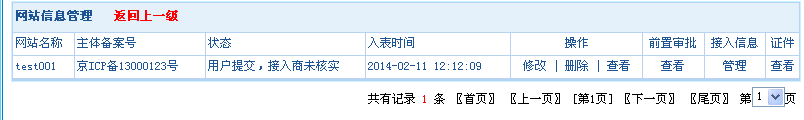 网站信息管理 返回上一级
网站名称 主体备案号 状态 入表时间 操作 前置审批 接入信息 证件
test001 京ICP备13000123号 用户提交，接入商未核实 2014-02-11 12:12:09 修改 | 删除 | 查看 查看 管理 查看
共有记录 1 条 〖首页〗 〖上一页〗 [第1页] 〖下一页〗 〖尾页〗 第 1 页